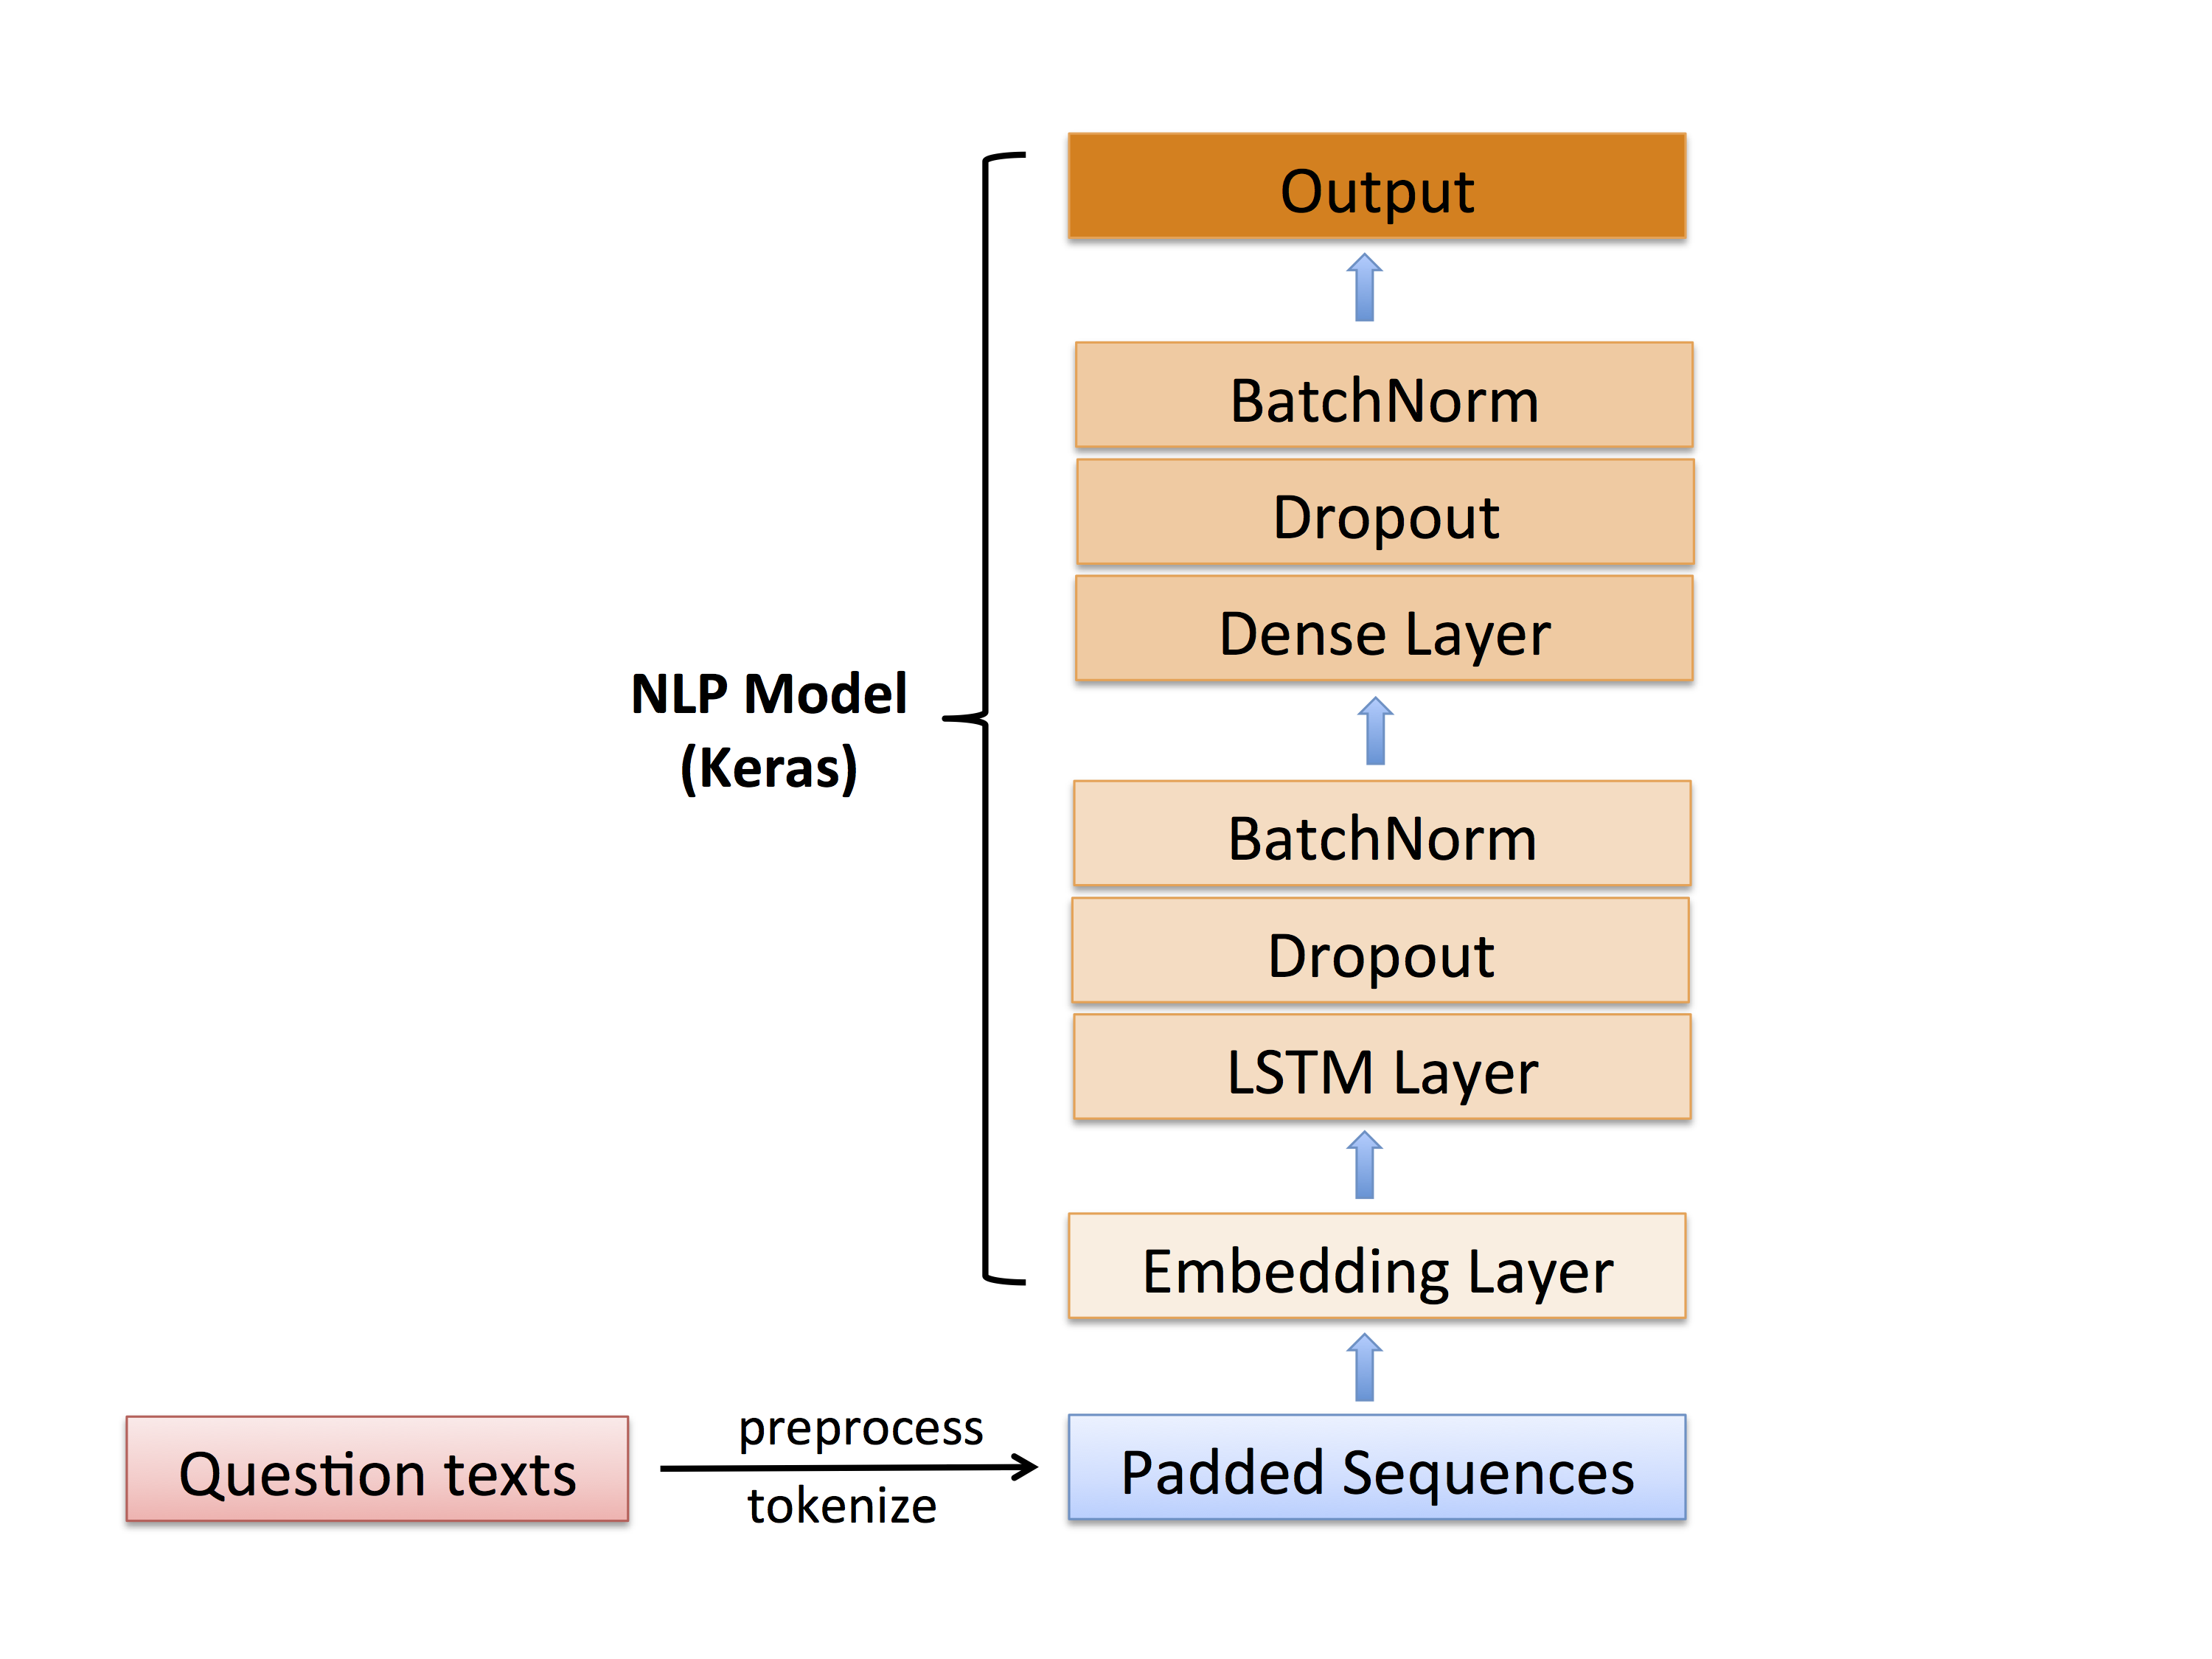 Output
BatchNorm
Dropout
Dense Layer
NLP Model
(Keras)
BatchNorm
Dropout
LSTM Layer
Embedding Layer
Question texts
preprocess
tokenize
Padded Sequences